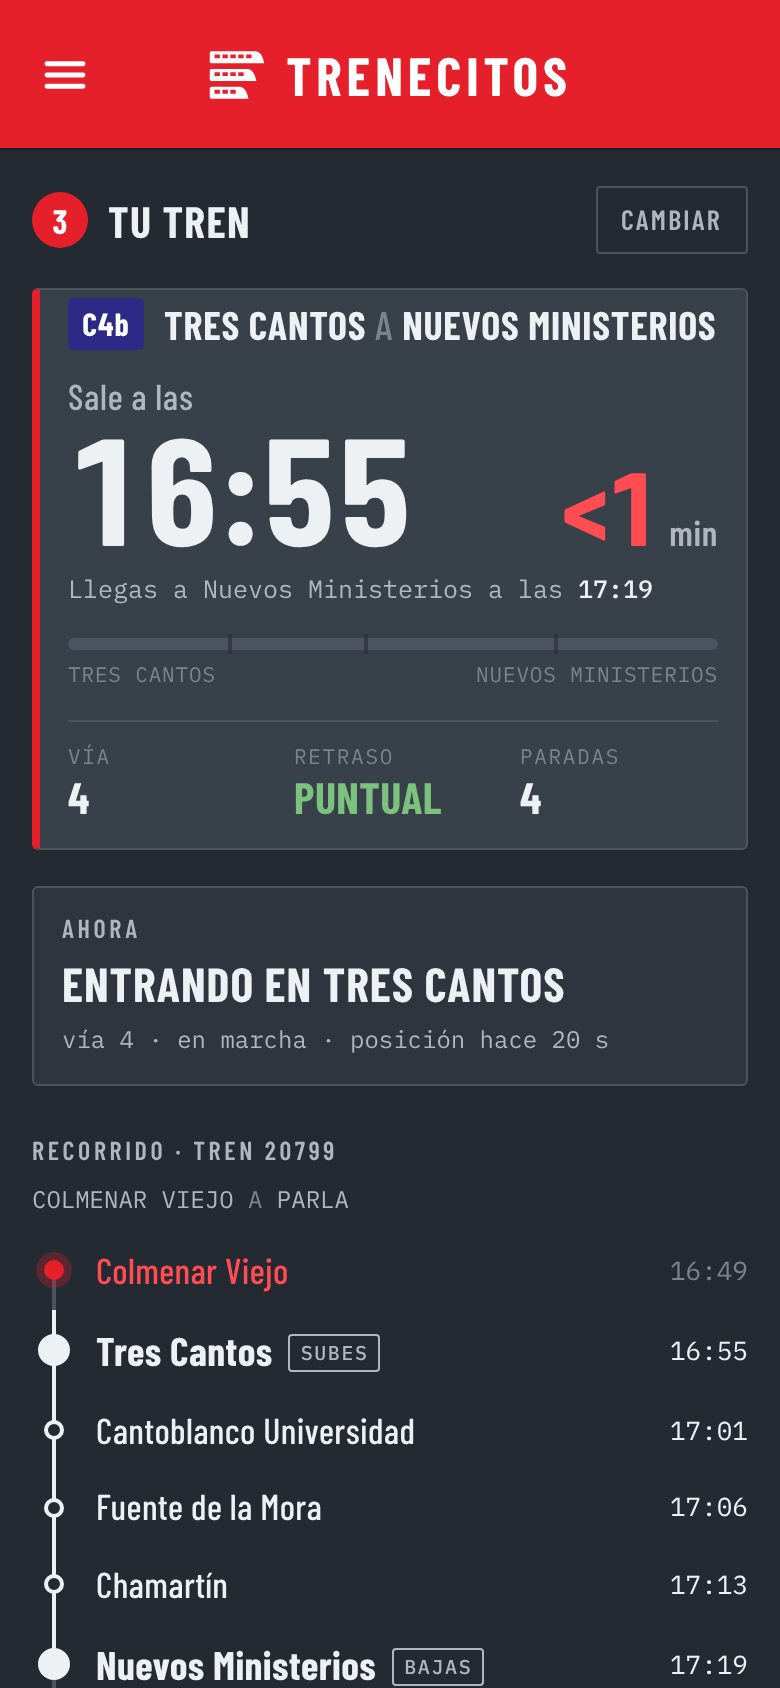 TRENECITOS
3 TU TREN CAMBIAR
C4b TRES CANTOS A NUEVOS MINISTERIOS
Sale a las
16:55 <1 min
Llegas a Nuevos Ministerios a las 17:19
TRES CANTOS NUEVOS MINISTERIOS
VÍA RETRASO PARADAS
4 PUNTUAL 4
AHORA
ENTRANDO EN TRES CANTOS
vía 4 · en marcha · posición hace 20 s
RECORRIDO · TREN 20799
COLMENAR VIEJO A PARLA
Colmenar Viejo 16:49
Tres Cantos SUBES 16:55
Cantoblanco Universidad 17:01
Fuente de la Mora 17:06
Chamartín 17:13
Nuevos Ministerios BAJAS 17:19